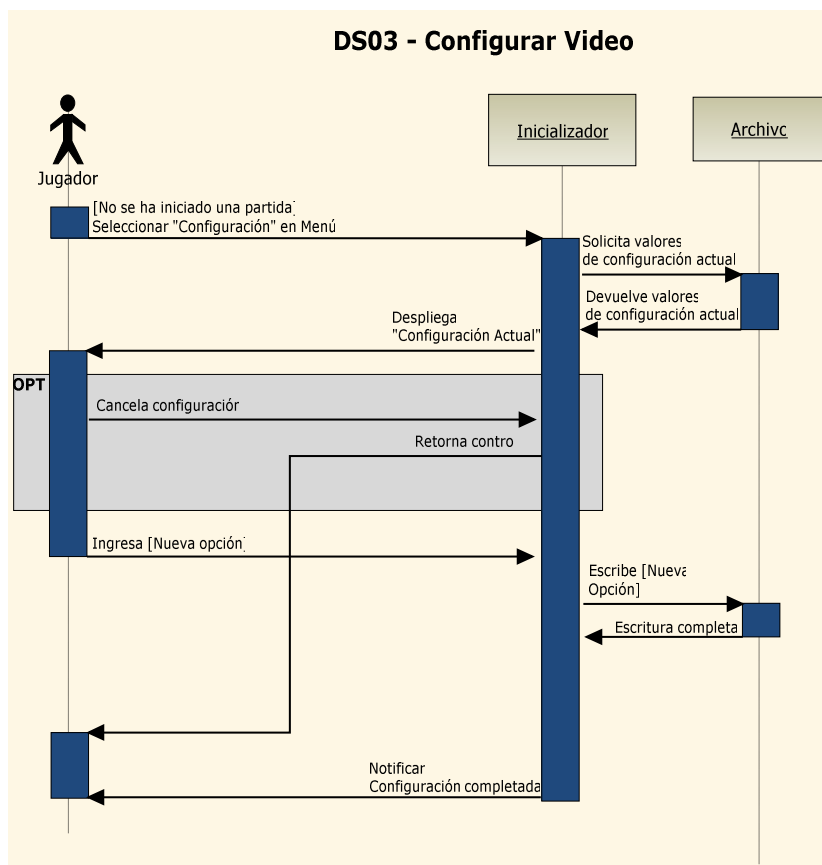 DS03 - Configurar Video
Inicializador
Archivo
Jugador
[No se ha iniciado una partida]
Seleccionar "Configuración" en Menú
Solicita valores
de configuración actual
Devuelve valores
de configuración actual
Despliega
"Configuración Actual"
OPT
Cancela configuración
Retorna contro
Ingresa [Nueva opción]
Escribe [Nueva
Opción]
Escritura completa
Notificar
Configuración completada